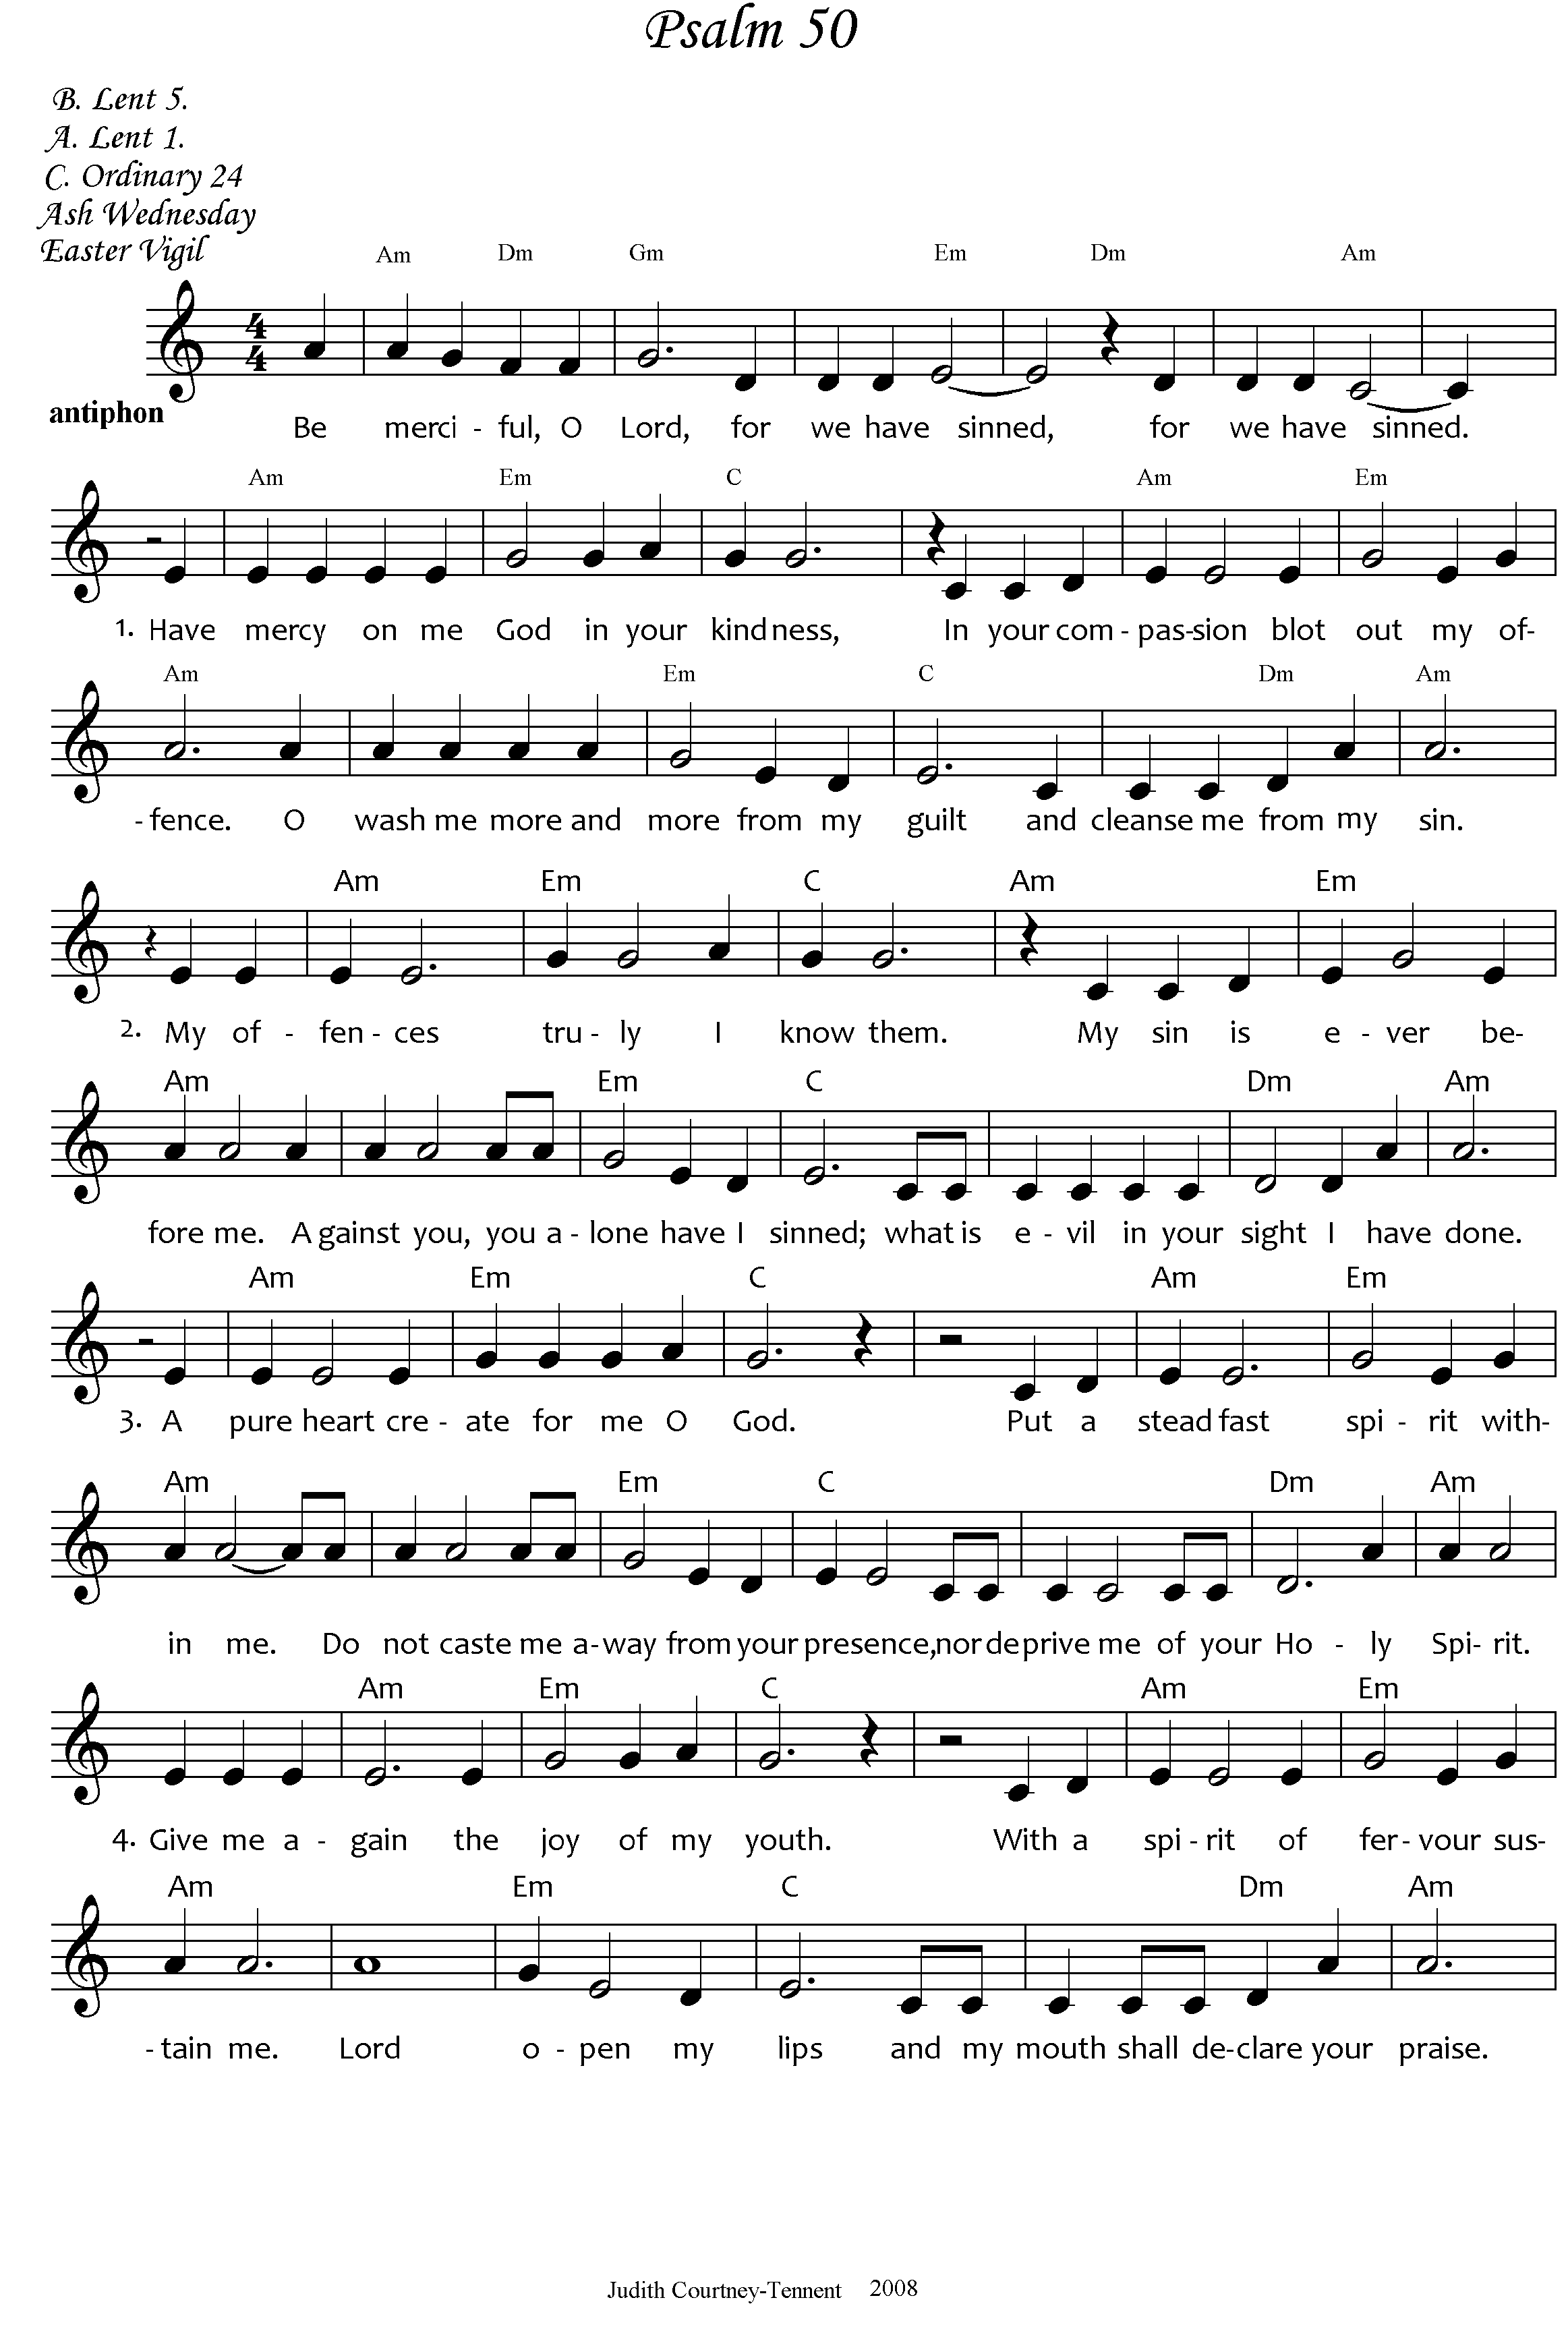 Psalm 50
B. Lent 5.
A. Lent 1.
C. Ordinary 24
Ash Wednesday
Easter Vigil
Am Dm Gm Em Dm Am
4
4
antiphon
Be merci - ful, O Lord, for we have sinned, for we have sinned.
Am Em C Am Em
1. Have mercy on me God in your kindness, In your com - pas-sion blot out my of-
Am Em C Dm Am
- fence. O wash me more and more from my guilt and cleanse me from my sin.
Am Em C Am Em
2. My of - fen - ces tru - ly I know them. My sin is e - ver be-
Am Em C Dm Am
fore me. A gainst you, you a - lone have I sinned; what is e - vil in your sight I have done.
Am Em C Am Em
3. A pure heart cre - ate for me O God. Put a stead fast spi - rit with-
Am Em C Dm Am
in me. Do not caste me a-way from your presence, nor deprive me of your Ho - ly Spi- rit.
Am Em C Am Em
4. Give me a - gain the joy of my youth. With a spi - rit of fer - vour sus-
Am Em C Dm Am
- tain me. Lord o - pen my lips and my mouth shall de-clare your praise.
Judith Courtney-Tennent 2008